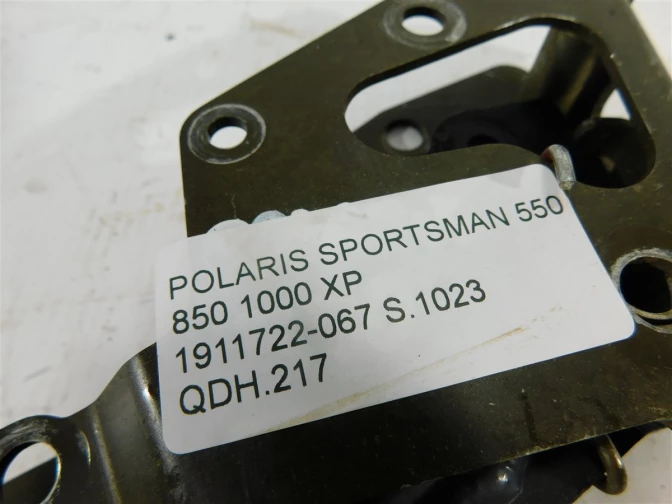 POLARIS SPORTSMAN 550
850 1000 XP
1911722-067 S.1023
QDH.217